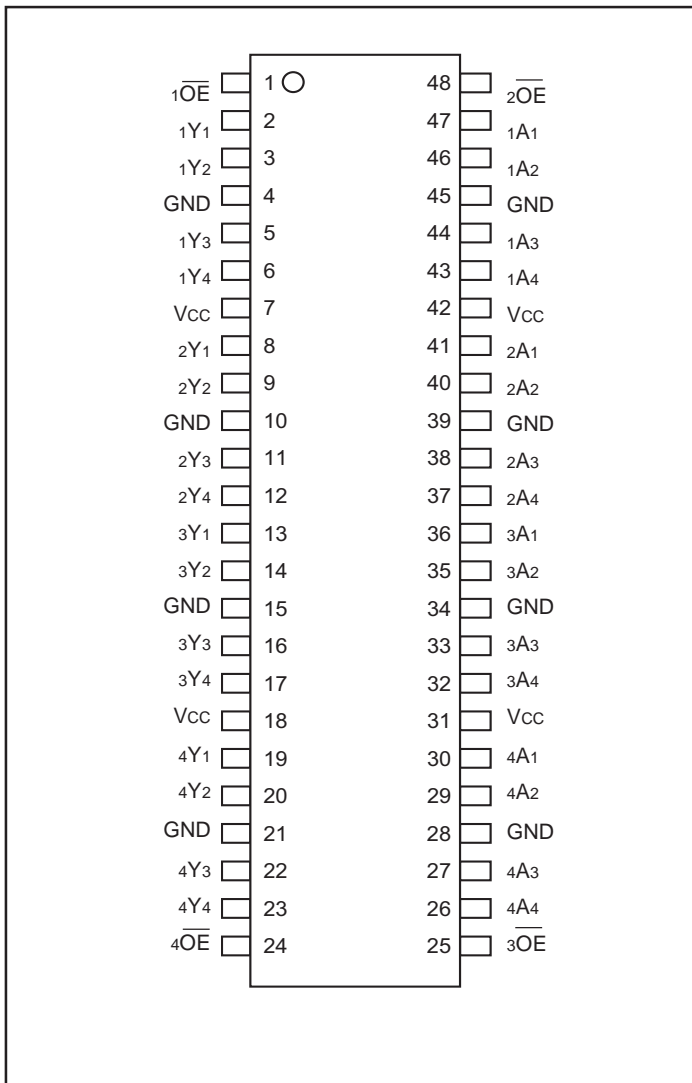 1O̅E̅ 1 48 2O̅E̅
1Y1 2 47 1A1
1Y2 3 46 1A2
GND 4 45 GND
1Y3 5 44 1A3
1Y4 6 43 1A4
VCC 7 42 VCC
2Y1 8 41 2A1
2Y2 9 40 2A2
GND 10 39 GND
2Y3 11 38 2A3
2Y4 12 37 2A4
3Y1 13 36 3A1
3Y2 14 35 3A2
GND 15 34 GND
3Y3 16 33 3A3
3Y4 17 32 3A4
VCC 18 31 VCC
4Y1 19 30 4A1
4Y2 20 29 4A2
GND 21 28 GND
4Y3 22 27 4A3
4Y4 23 26 4A4
4O̅E̅ 24 25 3O̅E̅